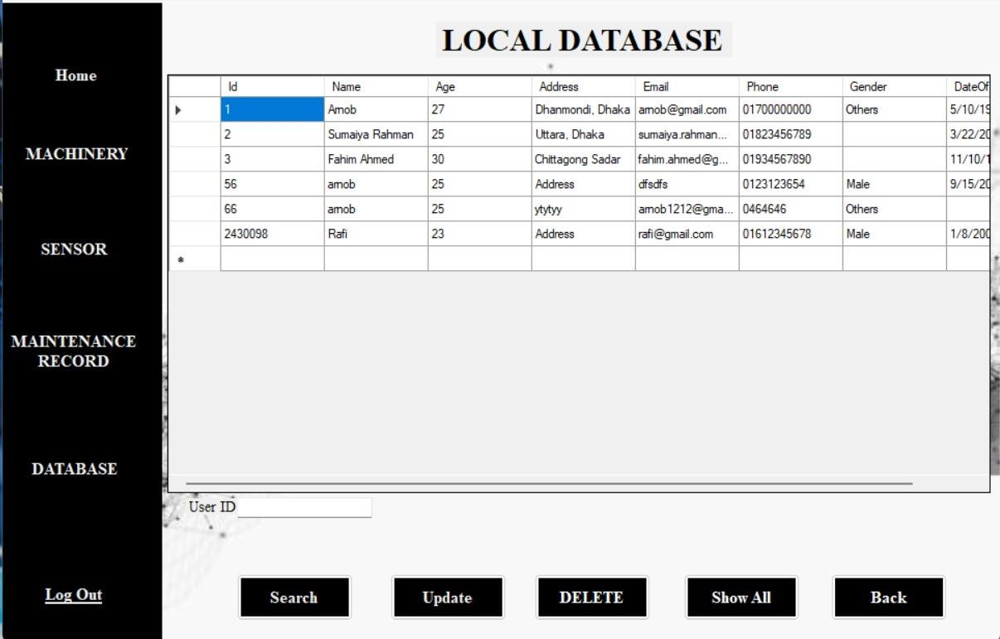 Home
MACHINERY
SENSOR
MAINTENANCE
RECORD
DATABASE
Log Out
LOCAL DATABASE
Id Name Age Address Email Phone Gender DateOf
1 Arnob 27 Dhanmondi, Dhaka arnob@gmail.com 01700000000 Others 5/10/19
2 Sumaiya Rahman 25 Uttara, Dhaka sumaiya.rahman... 01823456789 3/22/20
3 Fahim Ahmed 30 Chittagong Sadar fahim.ahmed@g... 01934567890 11/10/1
56 arnob 25 Address dfsdfs 0123123654 Male 9/15/20
66 arnob 25 ytytyy arnob1212@gma... 0464646 Others
2430098 Rafi 23 Address rafi@gmail.com 01612345678 Male 1/8/200
User ID
Search Update DELETE Show All Back